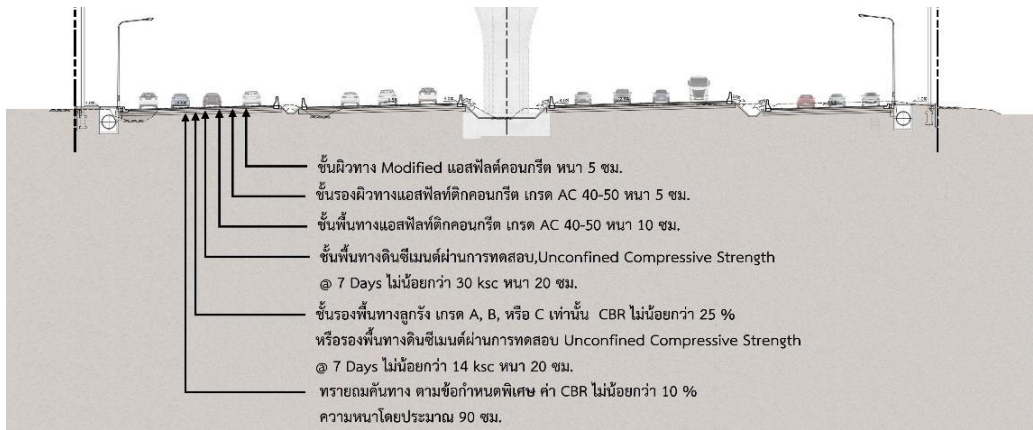 ชั้นผิวทาง Modified แอสฟัลต์คอนกรีต หนา 5 ซม.
ชั้นรองผิวทางแอสฟัลท์ติกคอนกรีต เกรด AC 40-50 หนา 5 ซม.
ชั้นพื้นทางแอสฟัลท์ติกคอนกรีต เกรด AC 40-50 หนา 10 ซม.
ชั้นพื้นทางดินซีเมนต์ผ่านการทดสอบ,Unconfined Compressive Strength
@ 7 Days ไม่น้อยกว่า 30 ksc หนา 20 ซม.
ชั้นรองพื้นทางลูกรัง เกรด A, B, หรือ C เท่านั้น CBR ไม่น้อยกว่า 25 %
หรือรองพื้นทางดินซีเมนต์ผ่านการทดสอบ Unconfined Compressive Strength
@ 7 Days ไม่น้อยกว่า 14 ksc หนา 20 ซม.
ทรายถมคันทาง ตามข้อกำหนดพิเศษ ค่า CBR ไม่น้อยกว่า 10 %
ความหนาโดยประมาณ 90 ซม.